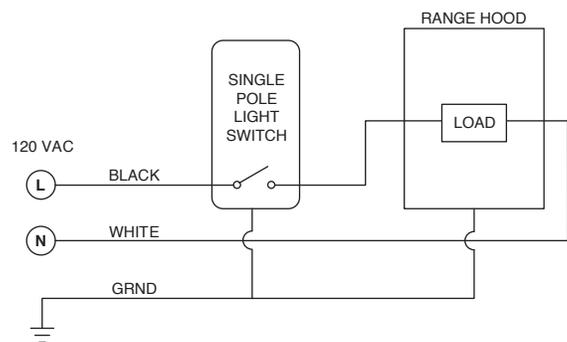 RANGE HOOD
SINGLE
POLE
LIGHT
SWITCH
LOAD
120 VAC
L
BLACK
N
WHITE
GRND